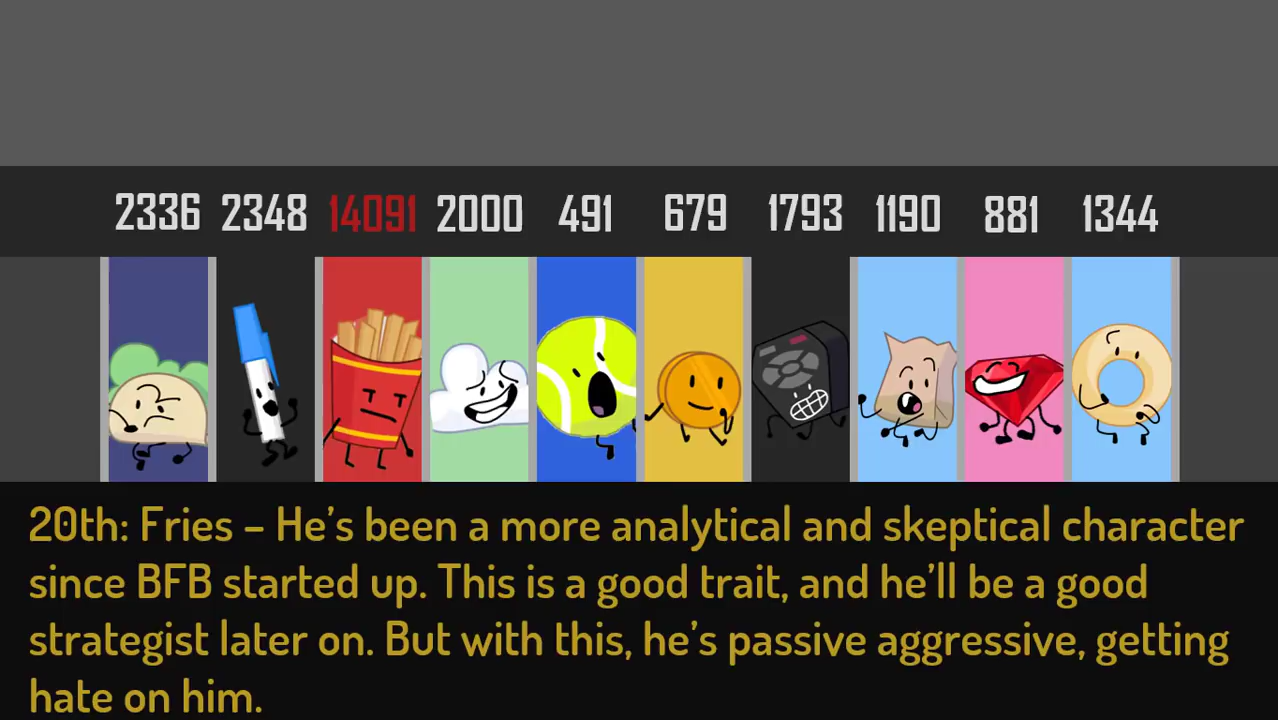 2336 2348 14091 2000 491 679 1793 1190 881 1344
20th: Fries – He's been a more analytical and skeptical character
since BFB started up. This is a good trait, and he'll be a good
strategist later on. But with this, he's passive aggressive, getting
hate on him.